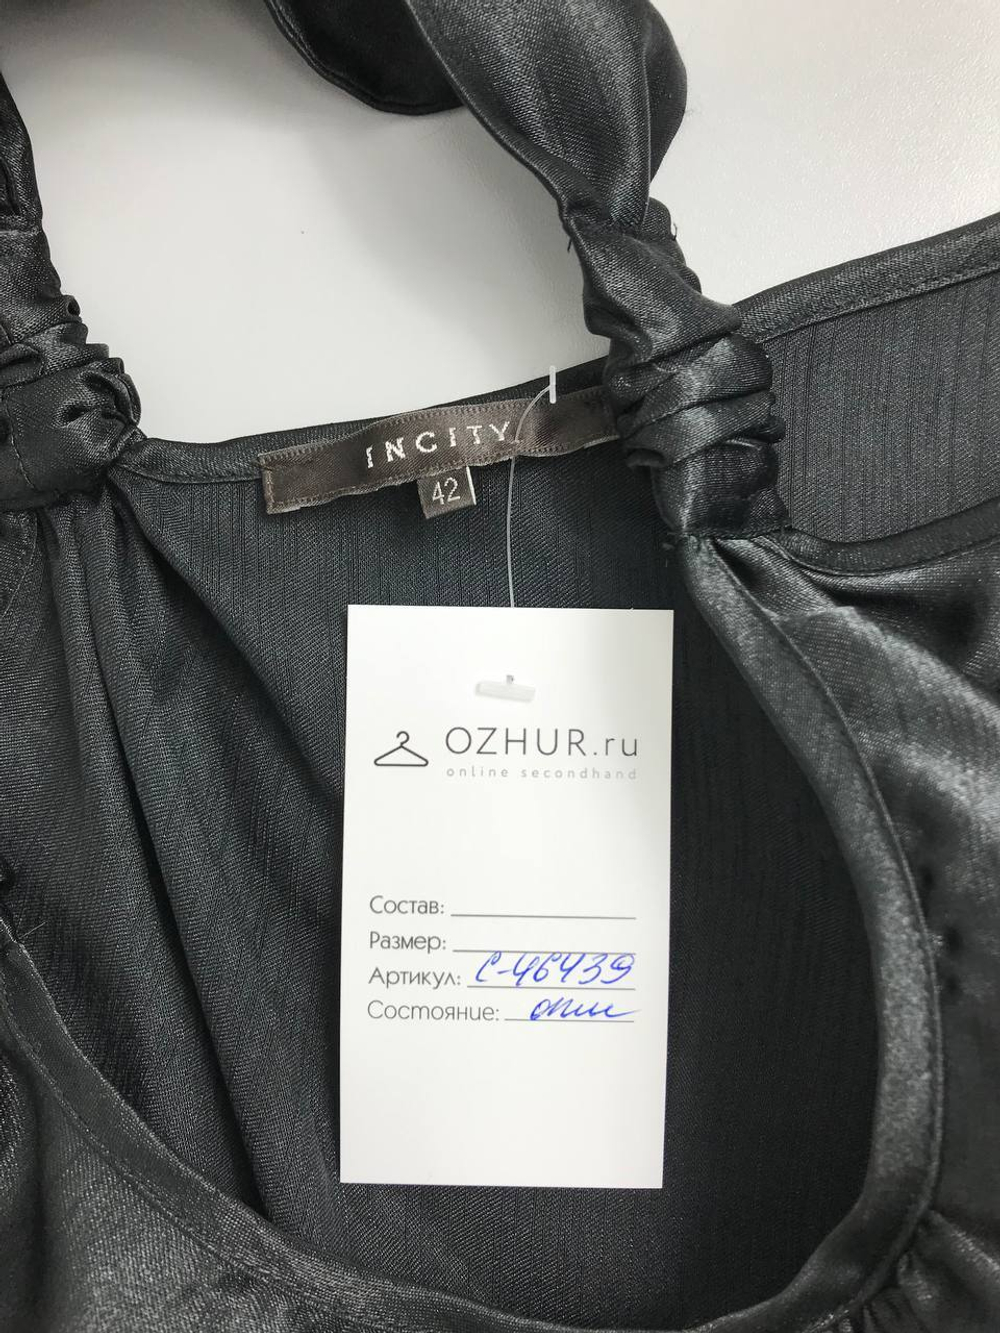 INCITY
42
OZHUR.ru
online secondhand
Состав:
Размер:
Артикул: С-46439
Состояние: отл